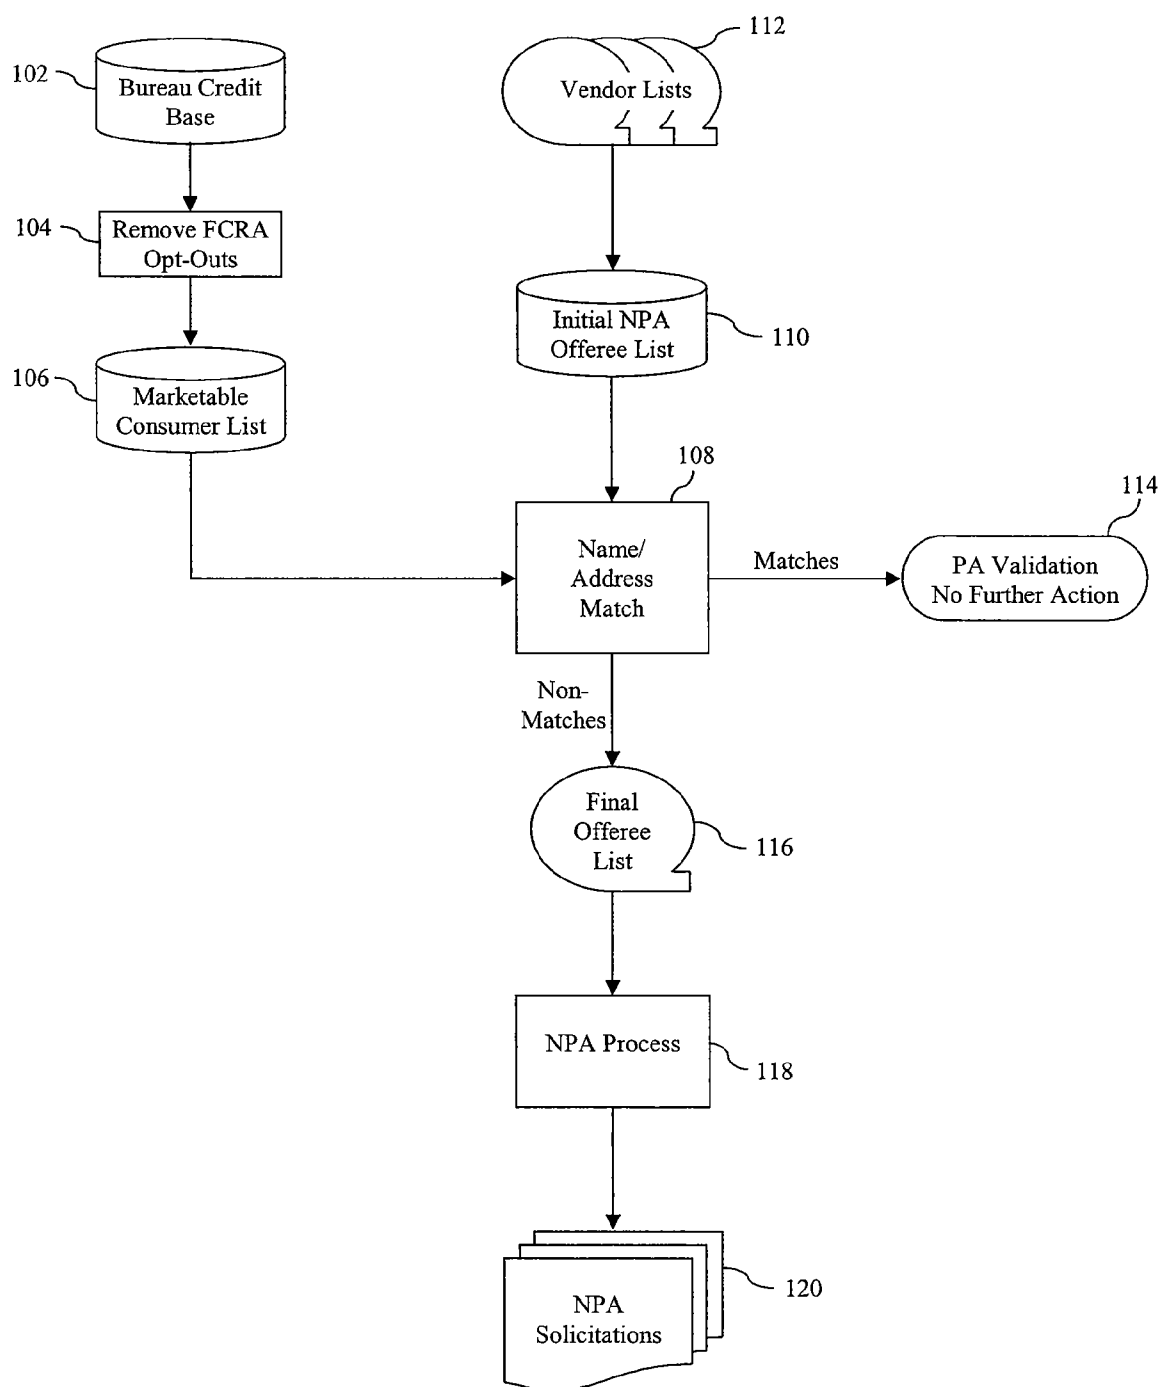 112
102
Bureau Credit
Base
Vendor Lists
104
Remove FCRA
Opt-Outs
Initial NPA
Offeree List
110
106
Marketable
Consumer List
108
114
Name/
Address
Match
Matches
PA Validation
No Further Action
Non-
Matches
Final
Offeree
List
116
NPA Process
118
120
NPA
Solicitations